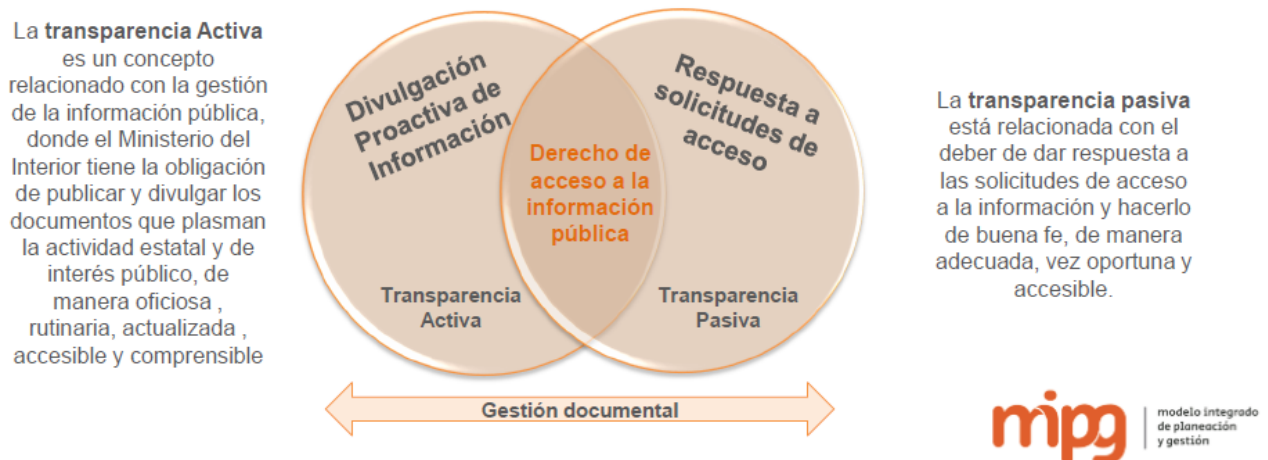 La transparencia Activa
es un concepto
relacionado con la gestión
de la información pública,
donde el Ministerio del
Interior tiene la obligación
de publicar y divulgar los
documentos que plasman
la actividad estatal y de
interés público, de
manera oficiosa ,
rutinaria, actualizada ,
accesible y comprensible
Divulgación
Proactiva de
Información
Transparencia
Activa
Derecho de
acceso a la
información
pública
Respuesta a
solicitudes de
acceso
Transparencia
Pasiva
Gestión documental
La transparencia pasiva
está relacionada con el
deber de dar respuesta a
las solicitudes de acceso
a la información y hacerlo
de buena fe, de manera
adecuada, vez oportuna y
accesible.
mipg
modelo integrado
de planeación
y gestión